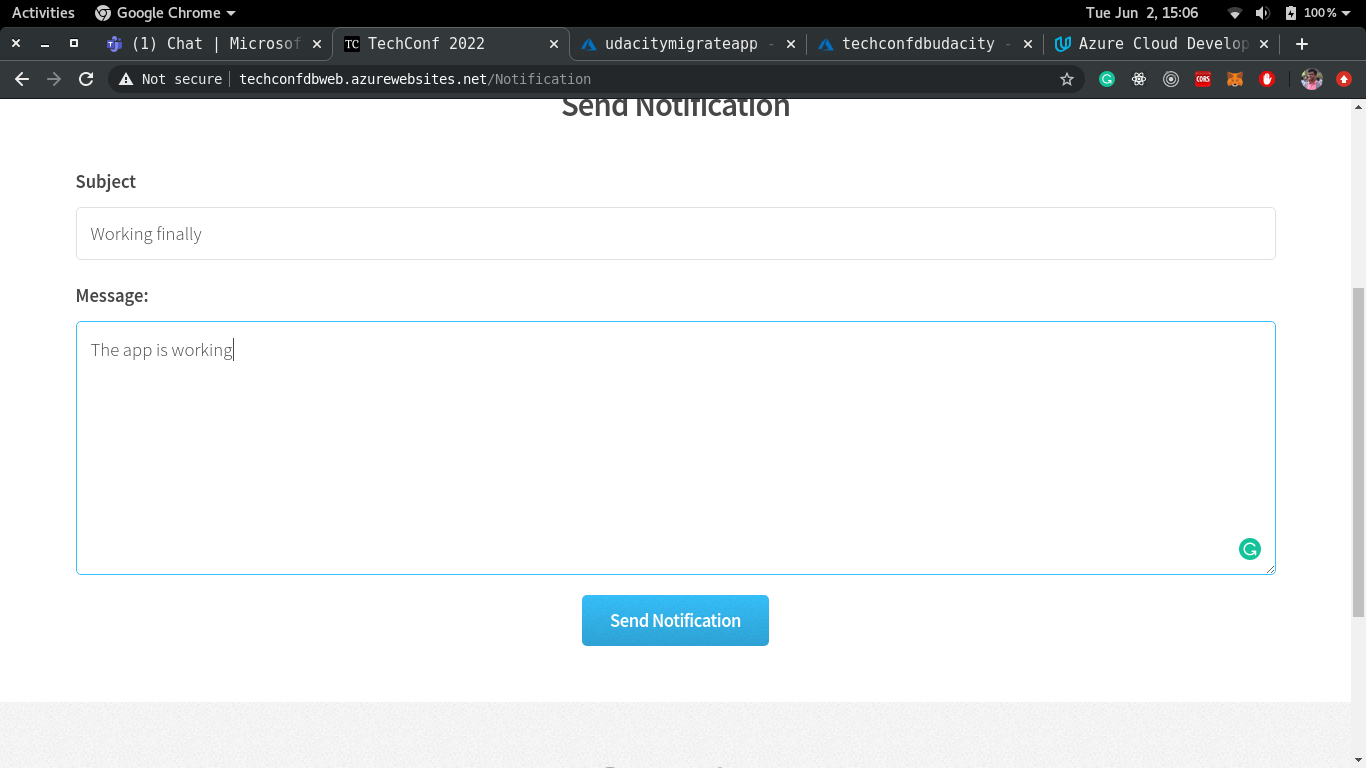 Activities Google Chrome Tue Jun 2, 15:06 100%
(1) Chat | Microsof TC TechConf 2022 udacitymigrateapp - techconfdbudacity - Azure Cloud Develop
Not secure techconfdbweb.azurewebsites.net/Notification CORS
Send Notification
Subject
Working finally
Message:
The app is working
Send Notification